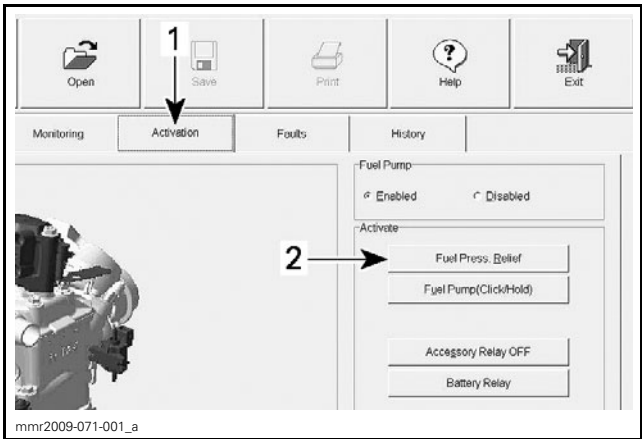 1
Open
Save
Print
Help
Exit
Monitoring
Activation
Faults
History
Fuel Pump
Enabled
Disabled
Activate
2
Fuel Press. Relief
Fuel Pump(Click/Hold)
Accessory Relay OFF
Battery Relay
mmr2009-071-001_a